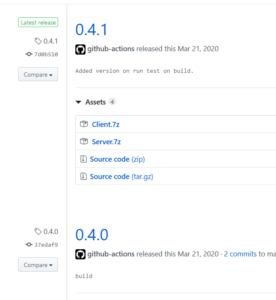 Latest release
0.4.1
7d0b510
Compare
0.4.1
github-actions released this Mar 21, 2020
Added version on run test on build.
Assets 4
Client.7z
Server.7z
Source code (zip)
Source code (tar.gz)
0.4.0
37edaf9
Compare
0.4.0
github-actions released this Mar 21, 2020 · 2 commits to ma
build